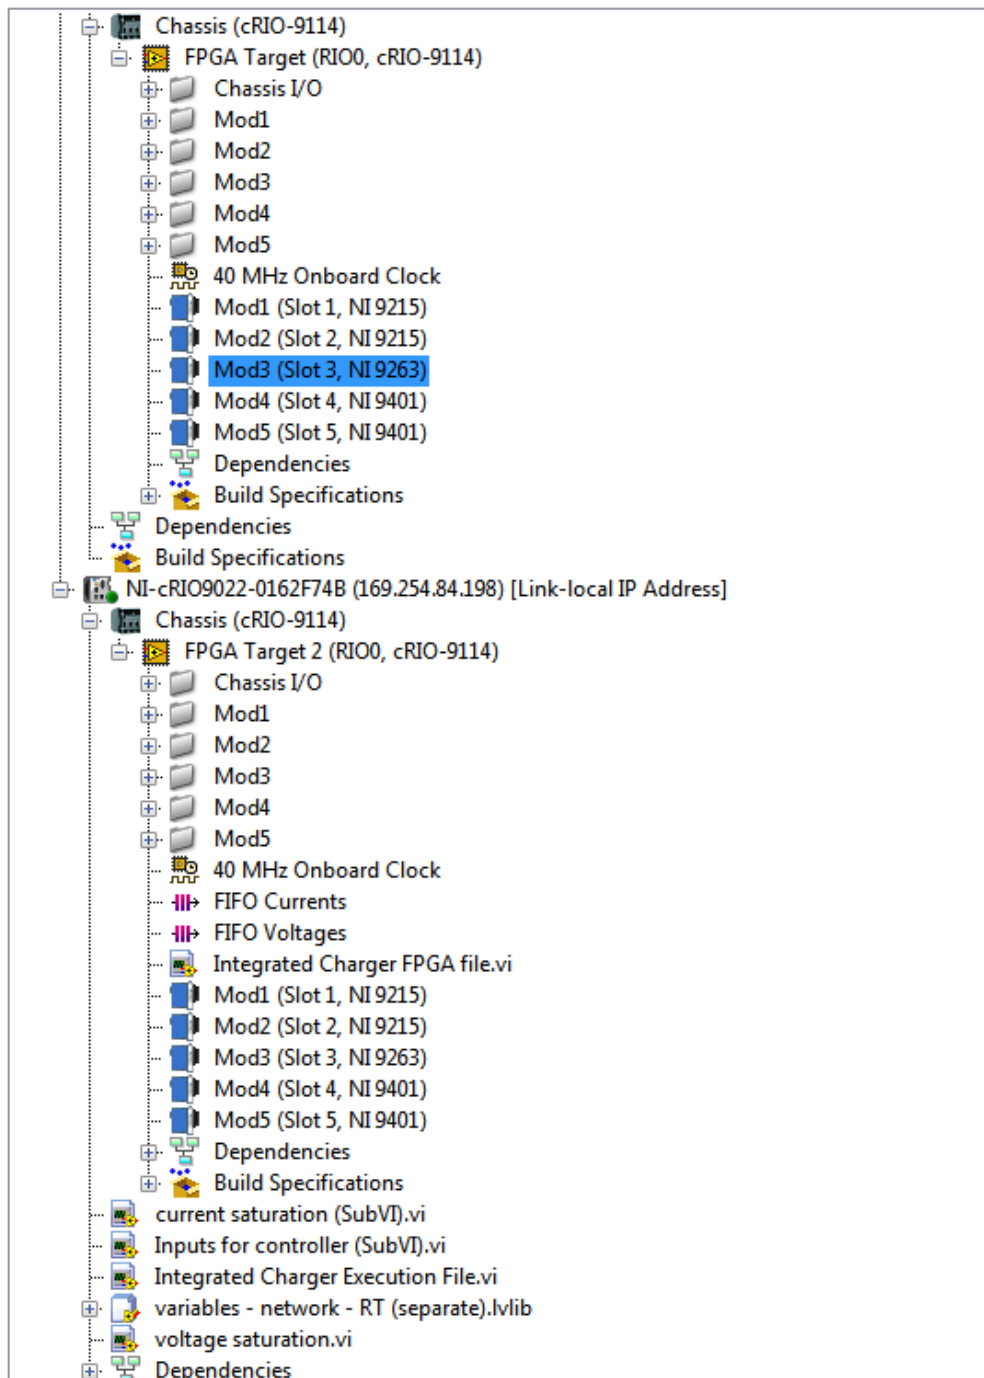 Chassis (cRIO-9114)
FPGA Target (RIO0, cRIO-9114)
Chassis I/O
Mod1
Mod2
Mod3
Mod4
Mod5
40 MHz Onboard Clock
Mod1 (Slot 1, NI 9215)
Mod2 (Slot 2, NI 9215)
Mod3 (Slot 3, NI 9263)
Mod4 (Slot 4, NI 9401)
Mod5 (Slot 5, NI 9401)
Dependencies
Build Specifications
Dependencies
Build Specifications
NI-cRIO9022-0162F74B (169.254.84.198) [Link-local IP Address]
Chassis (cRIO-9114)
FPGA Target 2 (RIO0, cRIO-9114)
Chassis I/O
Mod1
Mod2
Mod3
Mod4
Mod5
40 MHz Onboard Clock
FIFO Currents
FIFO Voltages
Integrated Charger FPGA file.vi
Mod1 (Slot 1, NI 9215)
Mod2 (Slot 2, NI 9215)
Mod3 (Slot 3, NI 9263)
Mod4 (Slot 4, NI 9401)
Mod5 (Slot 5, NI 9401)
Dependencies
Build Specifications
current saturation (SubVI).vi
Inputs for controller (SubVI).vi
Integrated Charger Execution File.vi
variables - network - RT (separate).lvlib
voltage saturation.vi
Dependencies